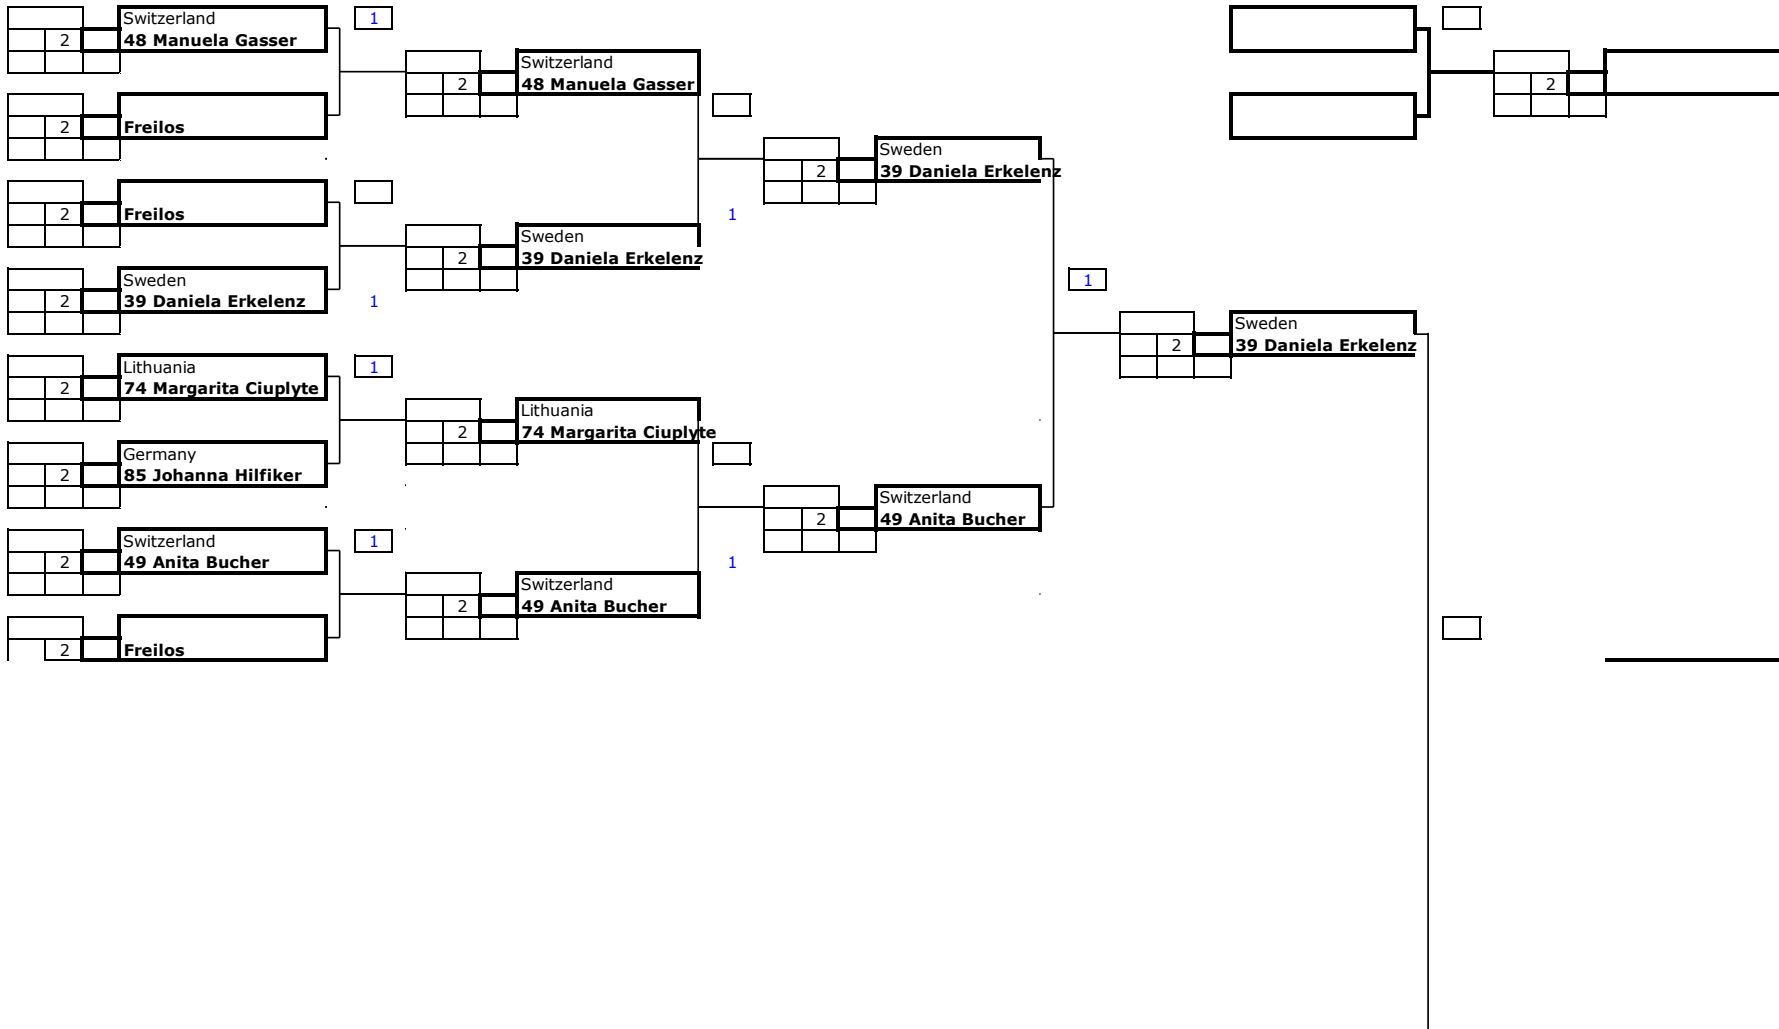 Switzerland
1
2
48 Manuela Gasser
Switzerland
2
48 Manuela Gasser
2
2
Freilos
Sweden
2
39 Daniela Erkelenz
2
Freilos
1
Sweden
2
39 Daniela Erkelenz
Sweden
1
2
39 Daniela Erkelenz
1
Sweden
2
39 Daniela Erkelenz
Lithuania
1
2
74 Margarita Ciuplyte
Lithuania
2
74 Margarita Ciuplyte
Germany
2
85 Johanna Hilfiker
Switzerland
2
49 Anita Bucher
Switzerland
1
2
49 Anita Bucher
1
Switzerland
2
49 Anita Bucher
2
Freilos